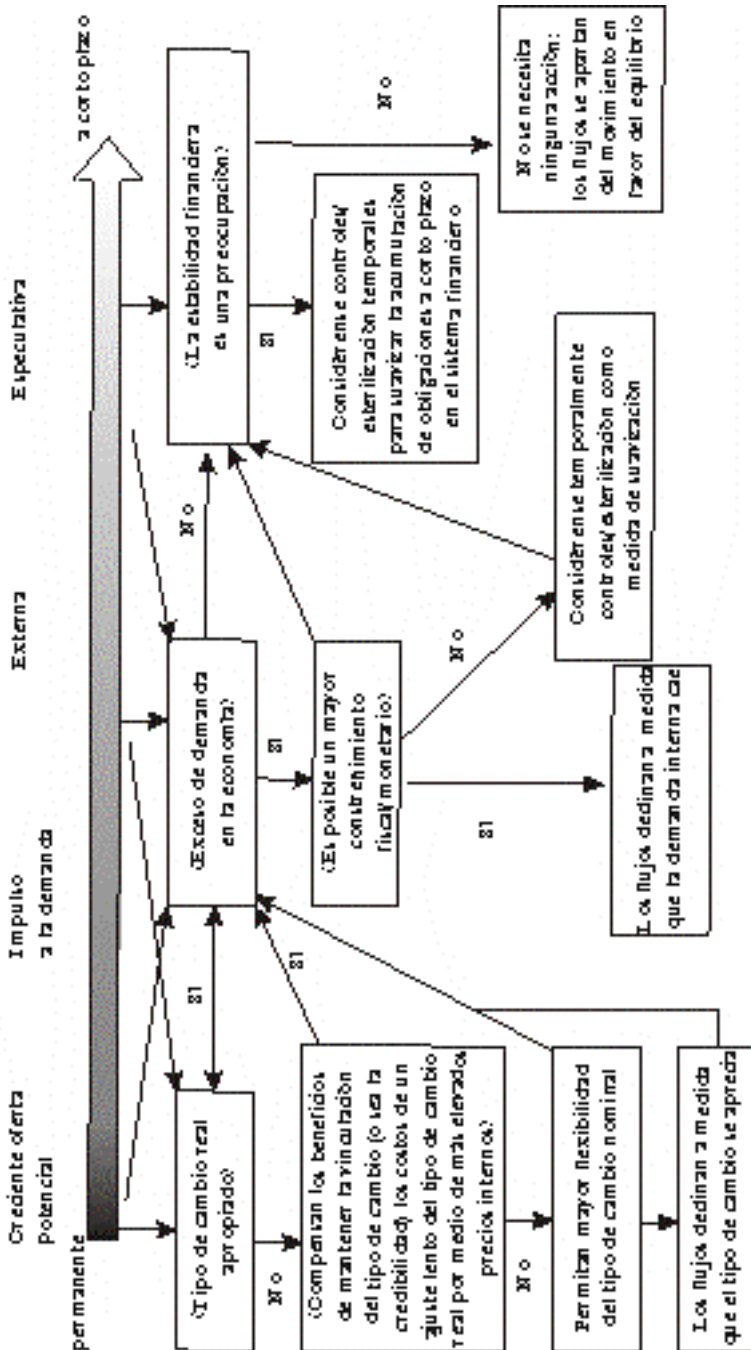 Creciente oferta
Potencial
Impulso
a la demanda
Externa
Especulativa
permanente
a corto plazo
(Tipo de cambio real
apropiado)
Sí
(Exceso de demanda
en la economía)
No
(La estabilidad financiera
es una preocupación)
No
Sí
Sí
Sí
No
(Compensan los beneficios
de mantener la vinculación
del tipo de cambio (o sea la
credibilidad) los costos de un
ajuste lento del tipo de cambio
real por medio de más elevados
precios internos)
(Es posible un mayor
constreñimiento
fiscal/monetario)
Considérense controles/
esterilización temporales
para suavizar la acumulación
de obligaciones a corto plazo
en el sistema financiero
No se necesita
ninguna acción:
los flujos se apartan
del movimiento en
favor del equilibrio
No
Sí
No
Permitan mayor flexibilidad
del tipo de cambio nominal
Los flujos declinan a medida
que la demanda interna cae
Considérense temporalmente
controles/esterilización como
medida de suavización
Los flujos declinan a medida
que el tipo de cambio se aprecia